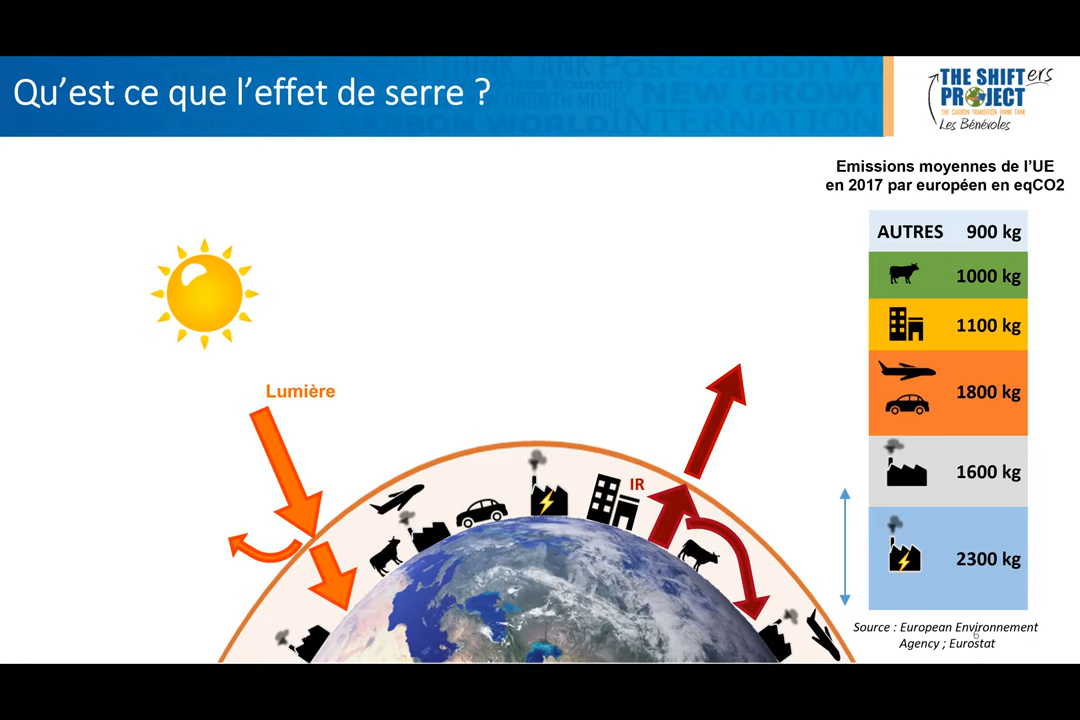 Qu’est ce que l’effet de serre ?
THE SHIFTers
PROJECT
THE CARBON TRANSITION THINK TANK
Les Bénévoles
Emissions moyennes de l’UE
en 2017 par européen en eqCO2
AUTRES 900 kg
1000 kg
1100 kg
1800 kg
1600 kg
2300 kg
Lumière
IR
Source : European Environnement
Agency ; Eurostat
6